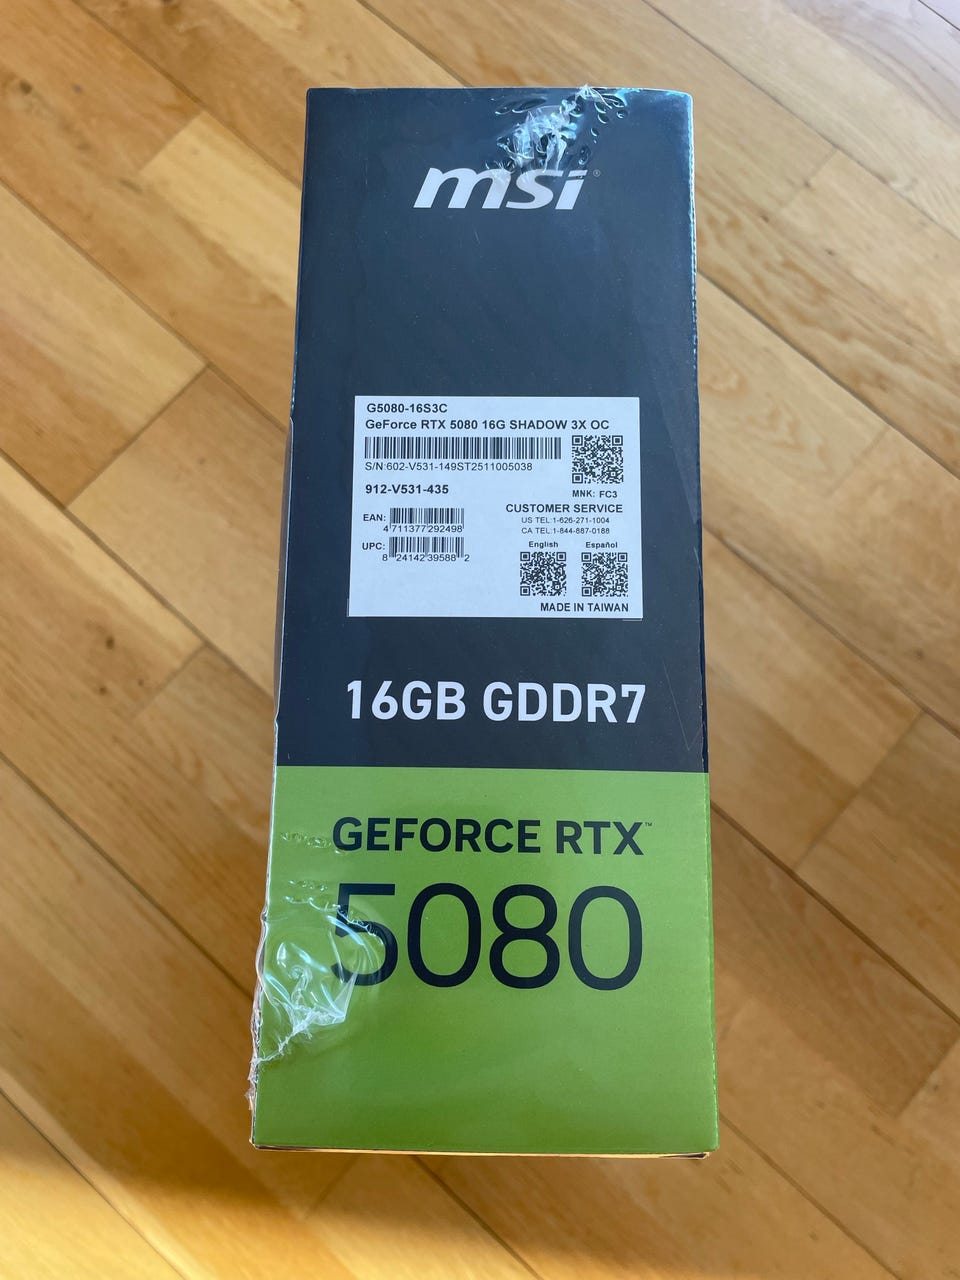 msi®
G5080-16S3C
GeForce RTX 5080 16G SHADOW 3X OC
S/N:602-V531-149ST2511005038
912-V531-435
MNK: FC3
CUSTOMER SERVICE
US TEL:1-626-271-1004
CA TEL:1-844-887-0188
EAN:
4 711377 292498
UPC:
8 24142 39588 2
English Español
MADE IN TAIWAN
16GB GDDR7
GEFORCE RTX™
5080